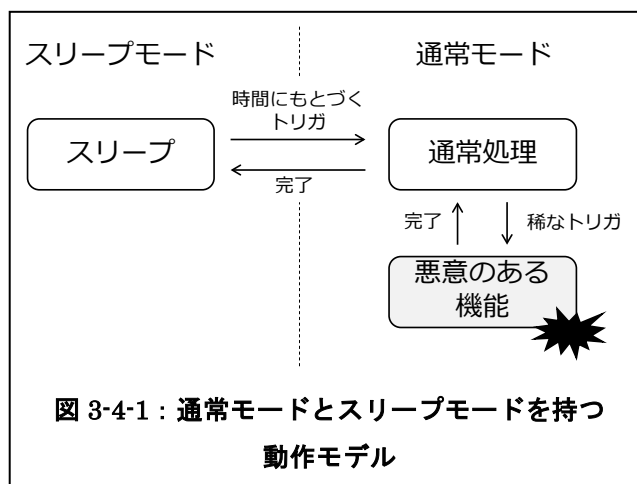 スリープモード
通常モード
時間にもとづく
トリガ
スリープ
通常処理
完了
完了
稀なトリガ
悪意のある
機能
図 3-4-1：通常モードとスリープモードを持つ
動作モデル